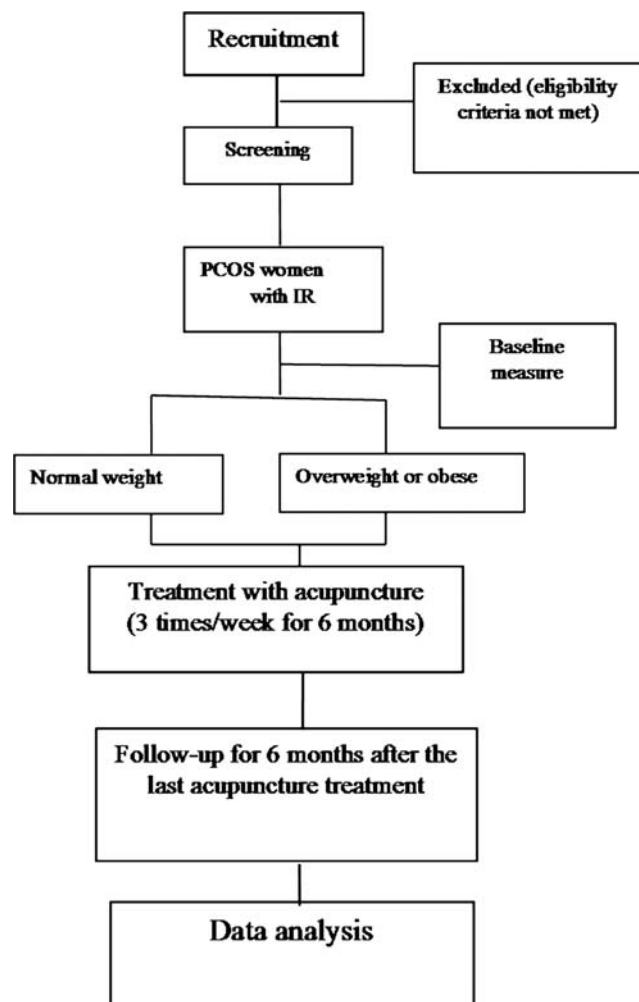 Recruitment
Excluded (eligibility
criteria not met)
Screening
PCOS women
with IR
Baseline
measure
Normal weight
Overweight or obese
Treatment with acupuncture
(3 times/week for 6 months)
Follow-up for 6 months after the
last acupuncture treatment
Data analysis